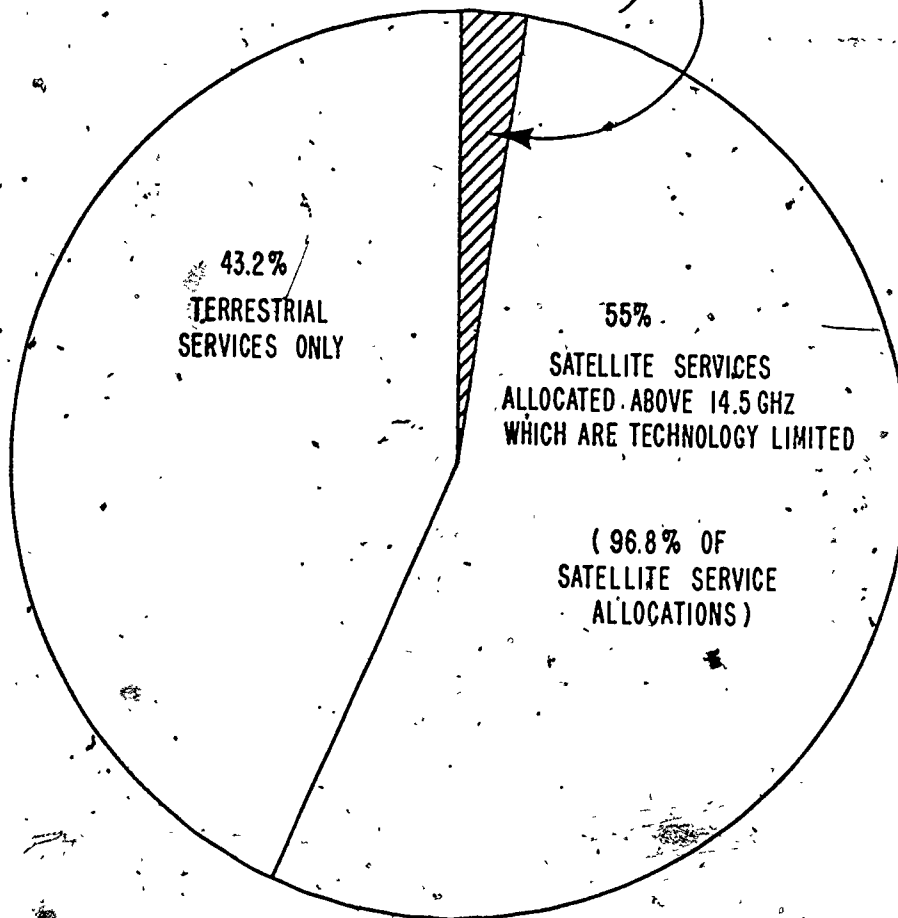 43.2%
TERRESTRIAL
SERVICES ONLY
55%
SATELLITE SERVICES
ALLOCATED ABOVE 14.5 GHZ
WHICH ARE TECHNOLOGY LIMITED
( 96.8% OF
SATELLITE SERVICE
ALLOCATIONS )